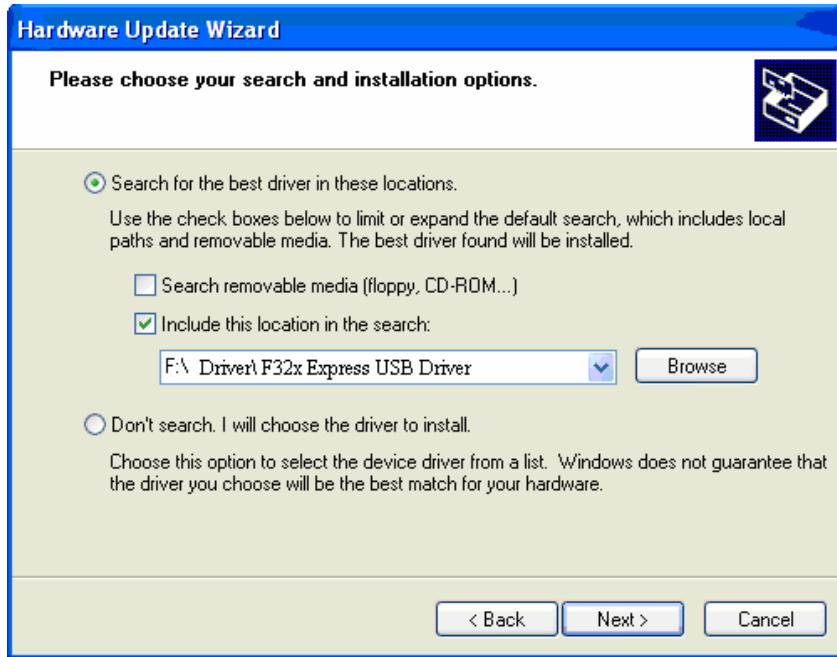 Hardware Update Wizard
Please choose your search and installation options.
Search for the best driver in these locations.
Use the check boxes below to limit or expand the default search, which includes local
paths and removable media. The best driver found will be installed.
Search removable media (floppy, CD-ROM...)
Include this location in the search:
F:\ Driver\ F32x Express USB Driver
Browse
Don't search. I will choose the driver to install.
Choose this option to select the device driver from a list. Windows does not guarantee that
the driver you choose will be the best match for your hardware.
< Back
Next >
Cancel